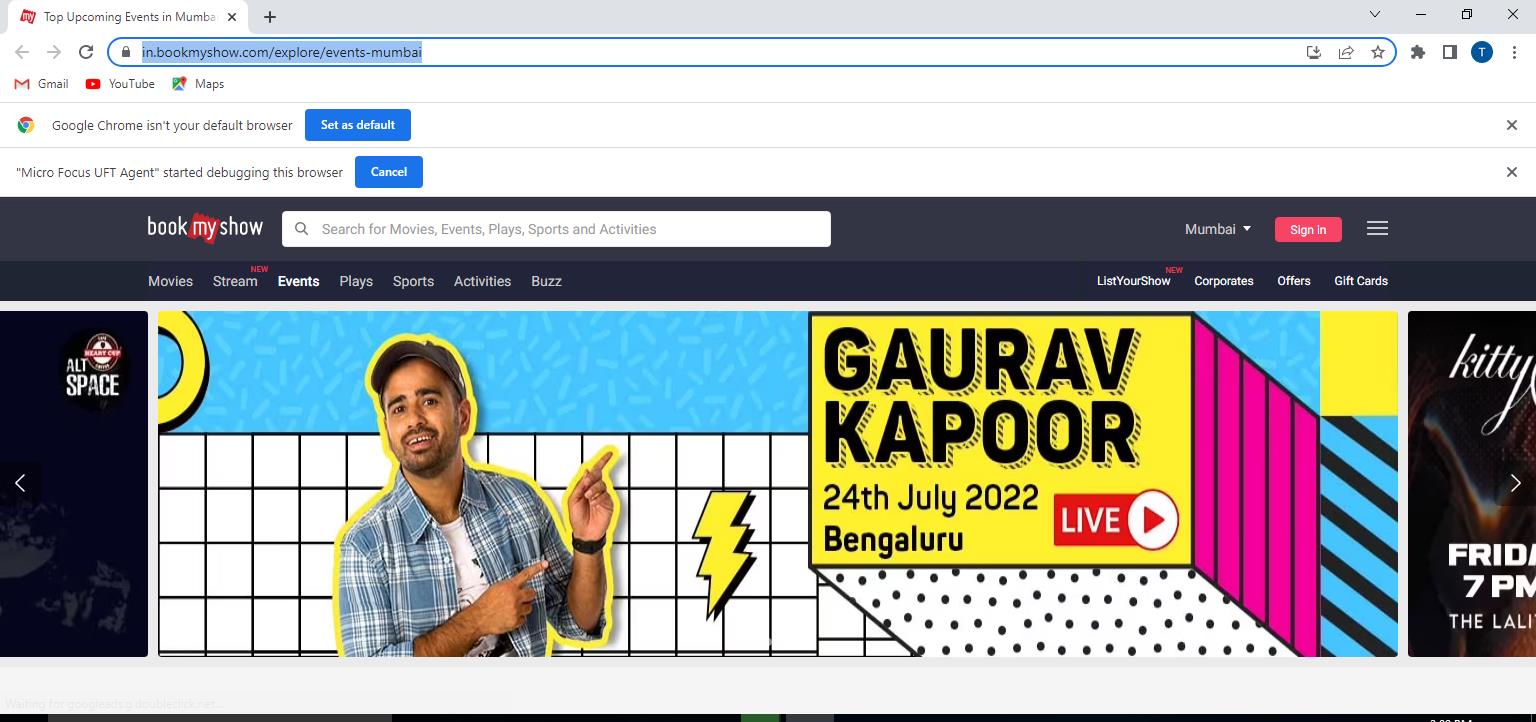 my Top Upcoming Events in Mumba
in.bookmyshow.com/explore/events-mumbai
T
Gmail YouTube Maps
Google Chrome isn't your default browser Set as default
"Micro Focus UFT Agent" started debugging this browser Cancel
book my show Search for Movies, Events, Plays, Sports and Activities Mumbai Sign in
Movies Stream NEW Events Plays Sports Activities Buzz ListYourShow NEW Corporates Offers Gift Cards
HEART CUP
ALT
SPACE
GAURAV
KAPOOR
24th July 2022
Bengaluru
LIVE
kitty
FRIDA
7 PM
THE LALI
Waiting for googleads.g.doubleclick.net...